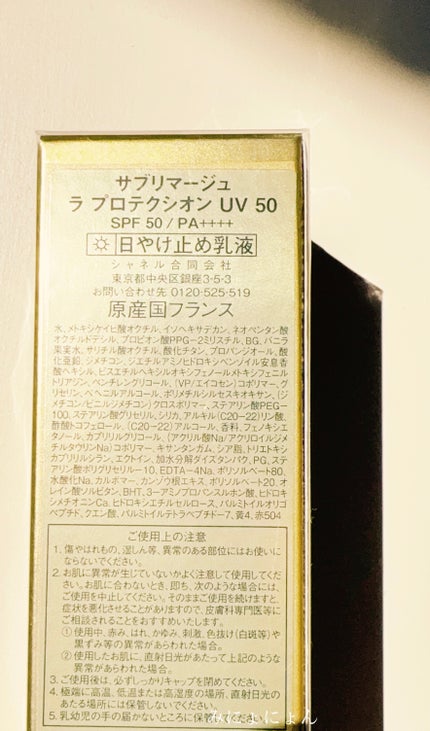 サブリマージュ
ラ プロテクシオン UV 50
SPF 50 / PA++++
日やけ止め乳液
シャネル合同会社
東京都中央区銀座3-5-3
お問い合わせ先 0120-525-519
原産国フランス
水、メトキシケイヒ酸オクチル、イソヘキサデカン、ネオペンタン酸
オクチルドデシル、プロピオン酸PPG-2ミリスチル、BG、バニラ
果実水、サリチル酸オクチル、酸化チタン、プロパンジオール、酸
化亜鉛、ジメチコン、ジエチルアミノヒドロキシベンゾイル安息香
酸ヘキシル、ビスエチルヘキシルオキシフェノールメトキシフェニル
トリアジン、ペンチレングリコール、(VP/エイコセン)コポリマー、グ
リセリン、ベヘニルアルコール、ポリメチルシルセスキオキサン、(ジ
メチコン/ビニルジメチコン)クロスポリマー、ステアリン酸PEG-
100、ステアリン酸グリセリル、シリカ、アルキル(C20-22)リン酸、
酢酸トコフェロール、(C20-22)アルコール、香料、フェノキシエ
タノール、カプリリルグリコール、(アクリル酸Na/アクリロイルジメ
チルタウリンNa)コポリマー、キサンタンガム、シア脂、トリエトキシ
カプリリルシラン、エクトイン、加水分解ダイズタンパク、PG、ステ
アリン酸ポリグリセリル-10、EDTA-4Na、ポリソルベート80、
水酸化Na、カルボマー、カンゾウ根エキス、ポリソルベート20、オ
レイン酸ソルビタン、BHT、3-アミノプロパンスルホン酸、ヒドロキ
シメチオニンCa、ヒドロキシエチルセルロース、パルミトイルオリゴ
ペプチド、クエン酸、パルミトイルテトラペプチド-7、黄4、赤504
ご使用上の注意
1. 傷やはれもの、湿しん等、異常のある部位にはお使いに
ならないでください。
2. お肌に異常が生じていないかよく注意して使用してくだ
さい。お肌に合わないとき、即ち、次のような場合には、
ご使用を中止してください。そのままご使用を続けますと、
症状を悪化させることがありますので、皮膚科専門医等に
ご相談されることをおすすめいたします。
① 使用中、赤み、はれ、かゆみ、刺激、色抜け(白斑等)や
黒ずみ等の異常があらわれた場合。
② 使用したお肌に、直射日光があたって上記のような
異常があらわれた場合。
3. ご使用後は、必ずしっかりキャップを閉めてください。
4. 極端に高温、低温または高湿度の場所、直射日光の
あたる場所には保管しないでください。
5. 乳幼児の手の届かないところに保管してください。